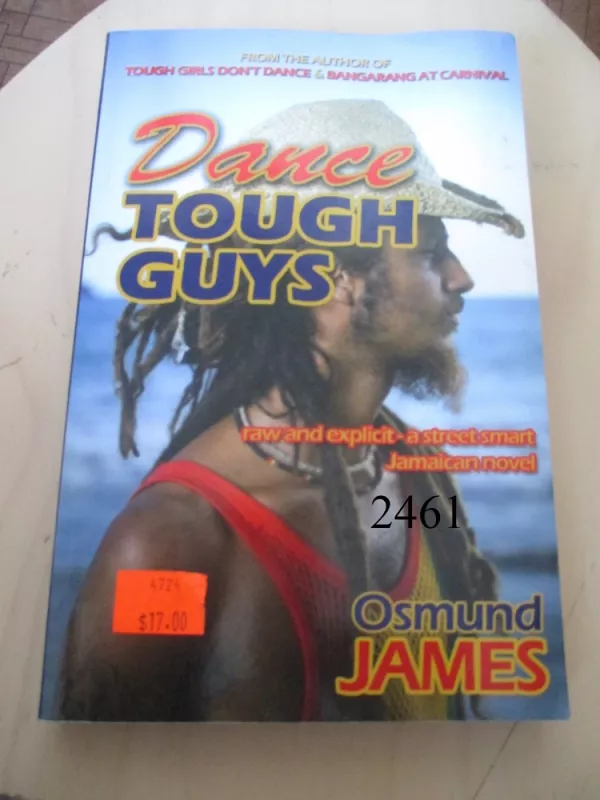 FROM THE AUTHOR OF
TOUGH GIRLS DON'T DANCE & BANGARANG AT CARNIVAL
Dance
TOUGH
GUYS
raw and explicit - a street smart
Jamaican novel
2461
4724
$17.00
Osmund
JAMES